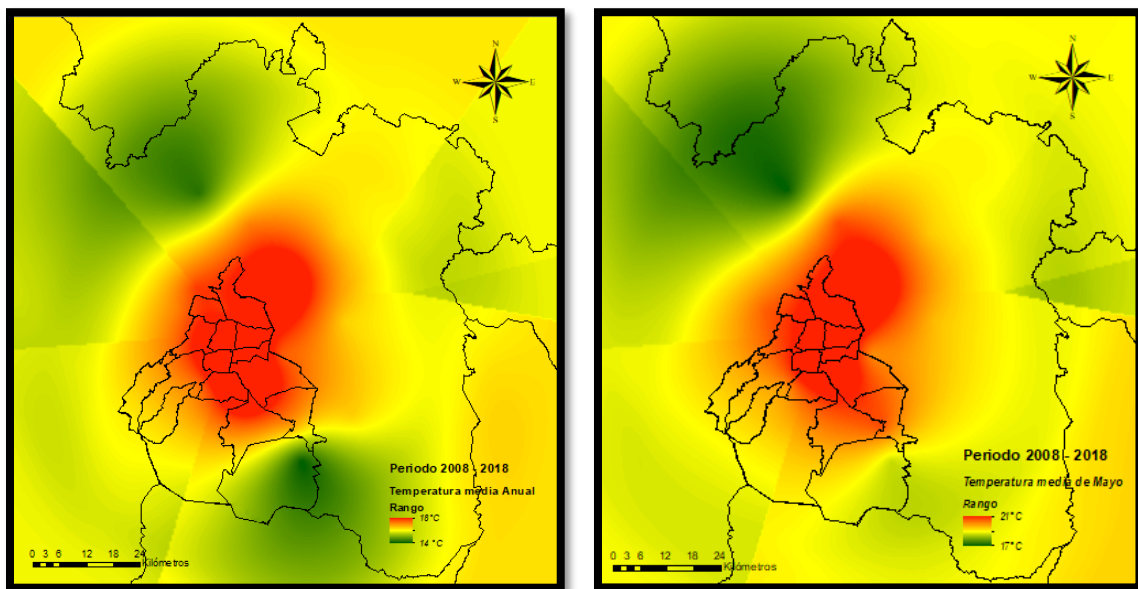 N
W E
S
Periodo 2008 - 2018
Temperatura media Anual
Rango
18°C
14 °C
0 3 6 12 18 24
Kilómetros
N
W E
S
Periodo 2008 - 2018
Temperatura media de Mayo
Rango
21°C
17°C
0 3 6 12 18 24
Kilómetros